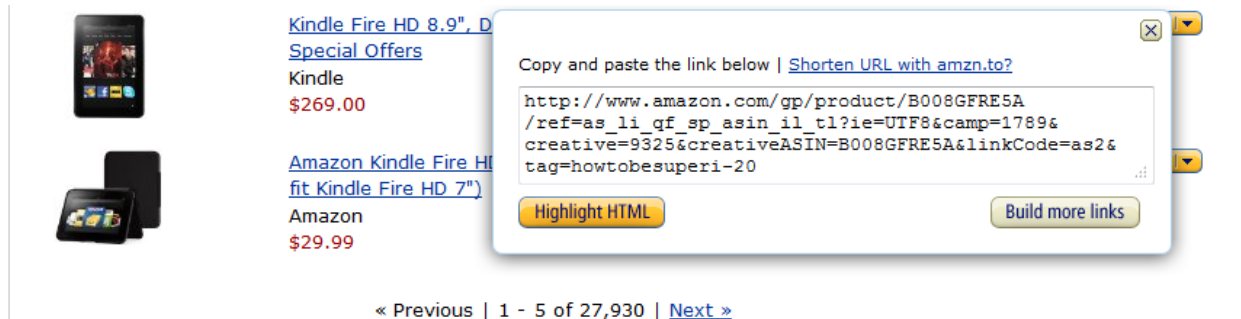 Kindle Fire HD 8.9", D
Special Offers
Kindle
$269.00
Copy and paste the link below | Shorten URL with amzn.to?
http://www.amazon.com/gp/product/B008GFRE5A
/ref=as_li_qf_sp_asin_il_tl?ie=UTF8&camp=1789&
creative=9325&creativeASIN=B008GFRE5A&linkCode=as2&
tag=howtobesuperi-20
Highlight HTML
Build more links
Amazon Kindle Fire HD
fit Kindle Fire HD 7")
Amazon
$29.99
« Previous | 1 - 5 of 27,930 | Next »